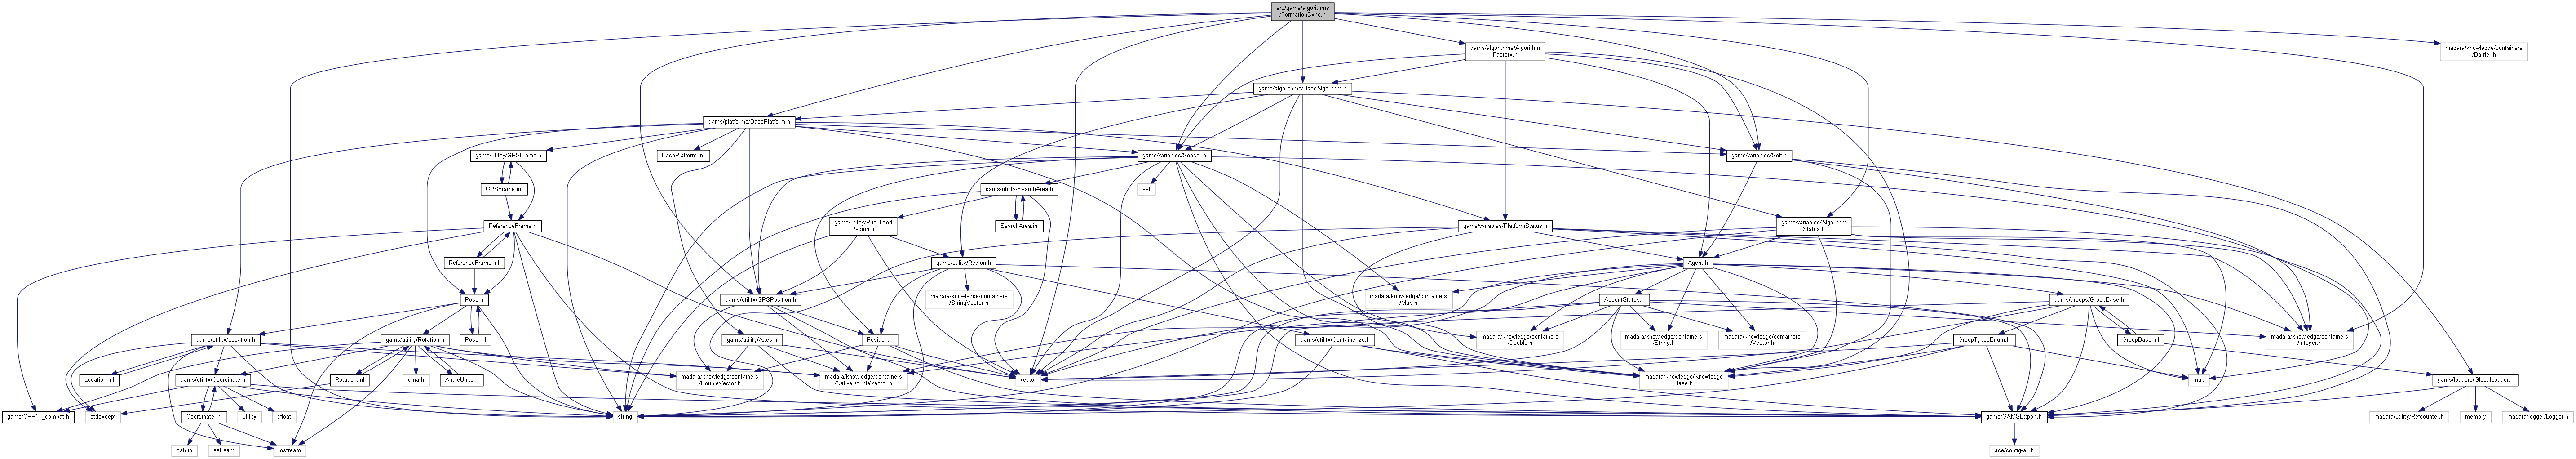 src/gams/algorithms
/FormationSync.h
gams/algorithms/Algorithm
Factory.h
madara/knowledge/containers
/Barrier.h
gams/algorithms/BaseAlgorithm.h
gams/platforms/BasePlatform.h
gams/utility/GPSFrame.h
BasePlatform.inl
gams/variables/Sensor.h
gams/variables/Self.h
GPSFrame.inl
set
gams/utility/SearchArea.h
ReferenceFrame.h
gams/utility/Prioritized
Region.h
SearchArea.inl
gams/variables/PlatformStatus.h
gams/variables/Algorithm
Status.h
ReferenceFrame.inl
gams/utility/Region.h
Agent.h
Pose.h
gams/utility/GPSPosition.h
madara/knowledge/containers
/StringVector.h
madara/knowledge/containers
/Map.h
AccentStatus.h
gams/groups/GroupBase.h
gams/utility/Location.h
gams/utility/Rotation.h
Pose.inl
gams/utility/Axes.h
Position.h
gams/utility/Containerize.h
madara/knowledge/containers
/Double.h
madara/knowledge/containers
/String.h
madara/knowledge/containers
/Vector.h
GroupTypesEnum.h
GroupBase.inl
madara/knowledge/containers
/Integer.h
Location.inl
gams/utility/Coordinate.h
Rotation.inl
cmath
AngleUnits.h
madara/knowledge/containers
/DoubleVector.h
madara/knowledge/containers
/NativeDoubleVector.h
vector
madara/knowledge/Knowledge
Base.h
map
gams/loggers/GlobalLogger.h
gams/CPP11_compat.h
stdexcept
Coordinate.inl
utility
cfloat
string
gams/GAMSExport.h
madara/utility/Refcounter.h
memory
madara/logger/Logger.h
cstdio
sstream
iostream
ace/config-all.h